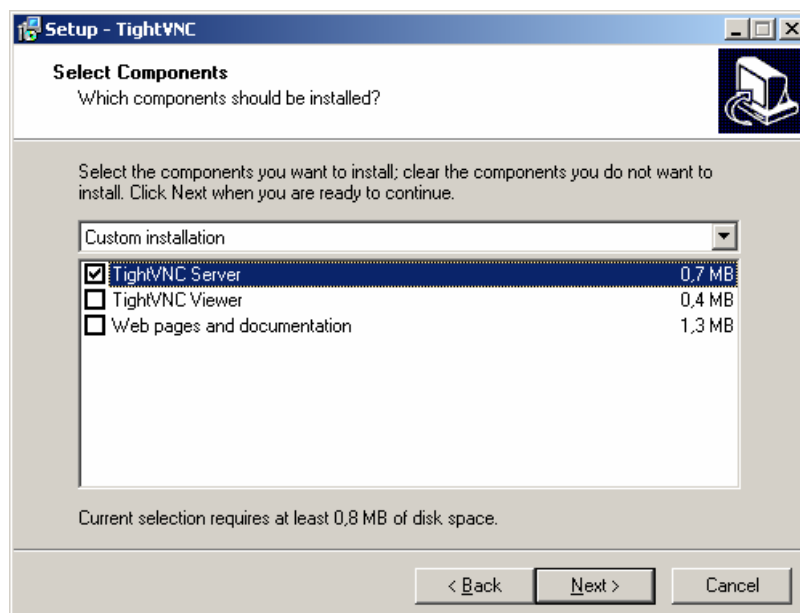 Setup - TightVNC
Select Components
Which components should be installed?
Select the components you want to install; clear the components you do not want to
install. Click Next when you are ready to continue.
Custom installation
TightVNC Server 0,7 MB
TightVNC Viewer 0,4 MB
Web pages and documentation 1,3 MB
Current selection requires at least 0,8 MB of disk space.
< Back Next > Cancel